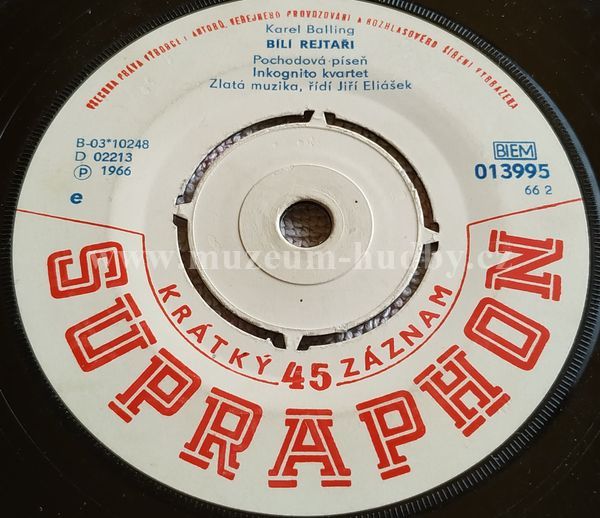 VŠECHNA PRÁVA VÝROBCŮ I AUTORŮ, VEŘEJNÉHO PROVOZOVÁNÍ A ROZHLASOVÉHO ŠÍŘENÍ VYHRAZENA
Karel Balling
BÍLÍ REJTAŘI
Pochodová píseň
Inkognito kvartet
Zlatá muzika, řídí Jiří Eliášek
B-03*10248
D 02213
Ⓟ 1966
e
BIEM
013995
66 2
www.muzeum-hudby.cz
KRÁTKÝ 45 ZÁZNAM
SUPRAPHON